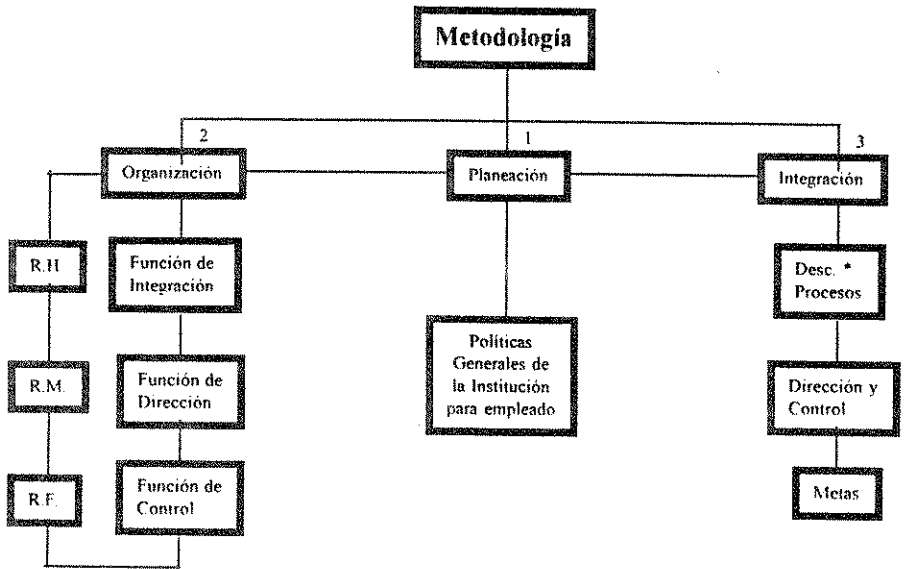 Metodología
2
1
3
Organización
Planeación
Integración
R.H
Función de
Integración
Desc. *
Procesos
Políticas
Generales de
la Institución
para empleado
R.M.
Función de
Dirección
Dirección y
Control
R.F.
Función de
Control
Metas